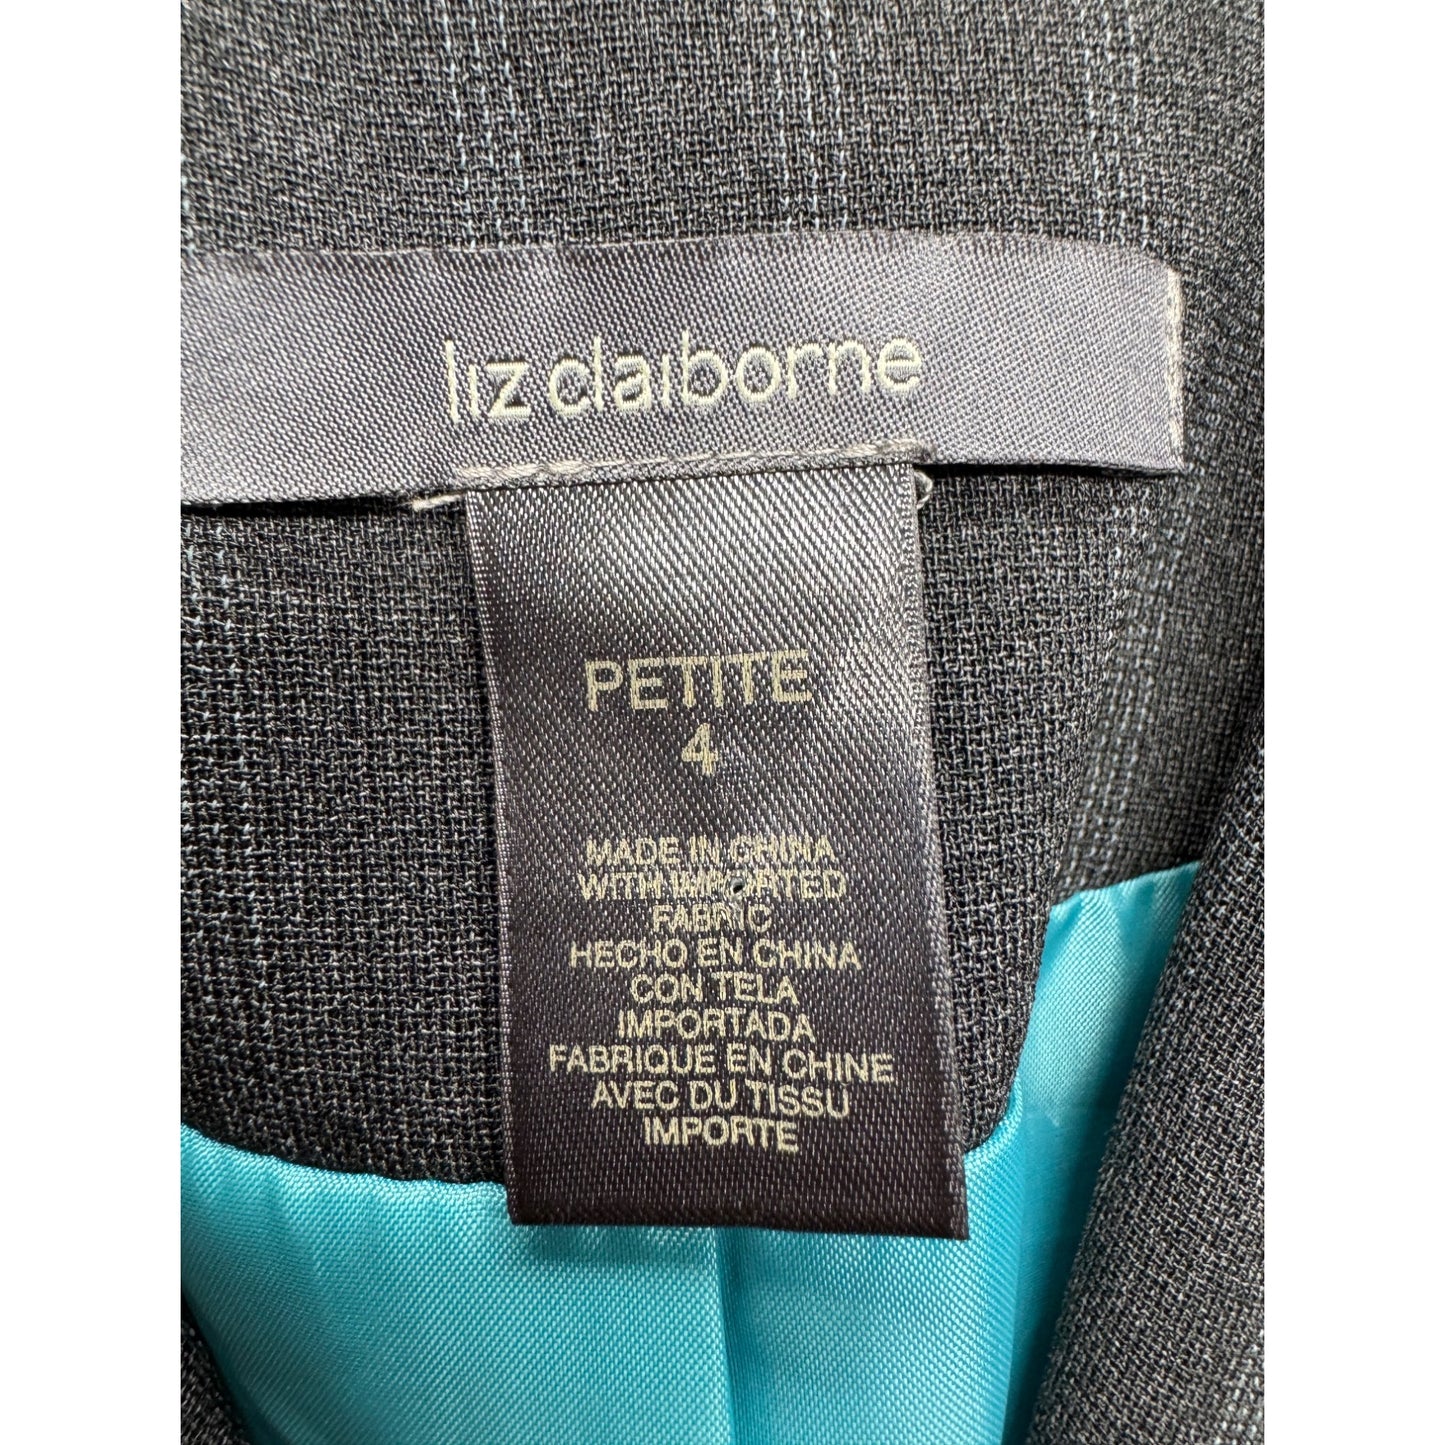 liz claiborne
PETITE
4
MADE IN CHINA
WITH IMPORTED
FABRIC
HECHO EN CHINA
CON TELA
IMPORTADA
FABRIQUE EN CHINE
AVEC DU TISSU
IMPORTE